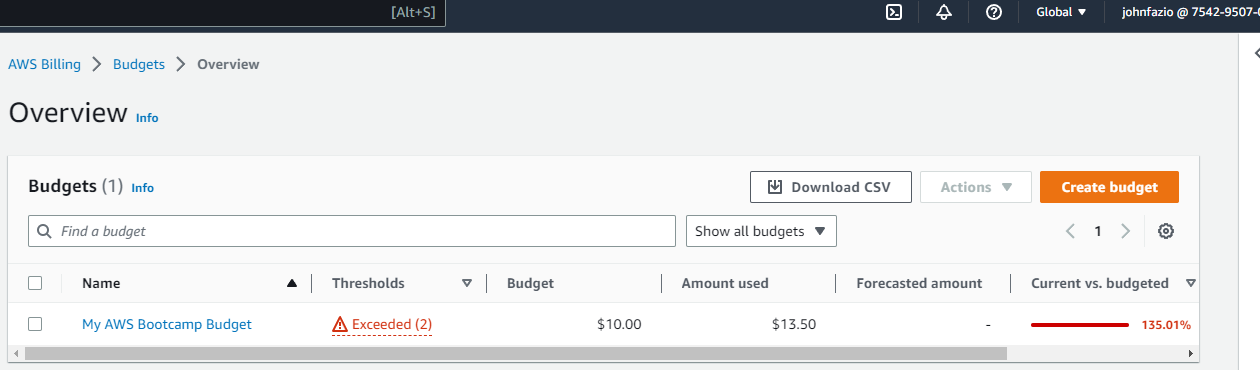 [Alt+S]
Global
johnfazio @ 7542-9507-
AWS Billing > Budgets > Overview
Overview Info
Budgets (1) Info
Download CSV
Actions
Create budget
Find a budget
Show all budgets
1
Name Thresholds Budget Amount used Forecasted amount Current vs. budgeted
My AWS Bootcamp Budget Exceeded (2) $10.00 $13.50 - 135.01%